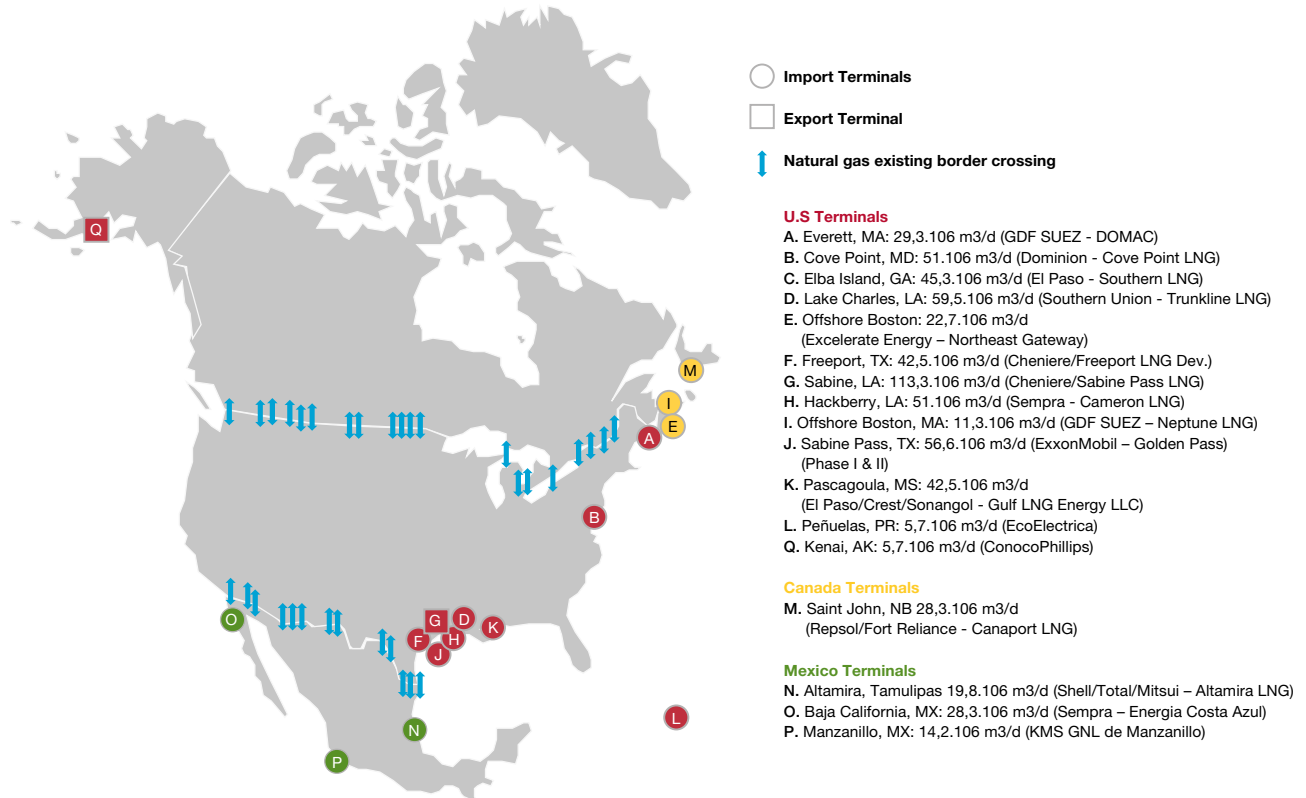 Import Terminals
Export Terminal
Natural gas existing border crossing
U.S Terminals
A. Everett, MA: 29,3.106 m3/d (GDF SUEZ - DOMAC)
B. Cove Point, MD: 51.106 m3/d (Dominion - Cove Point LNG)
C. Elba Island, GA: 45,3.106 m3/d (El Paso - Southern LNG)
D. Lake Charles, LA: 59,5.106 m3/d (Southern Union - Trunkline LNG)
E. Offshore Boston: 22,7.106 m3/d
(Excelerate Energy – Northeast Gateway)
F. Freeport, TX: 42,5.106 m3/d (Cheniere/Freeport LNG Dev.)
G. Sabine, LA: 113,3.106 m3/d (Cheniere/Sabine Pass LNG)
H. Hackberry, LA: 51.106 m3/d (Sempra - Cameron LNG)
I. Offshore Boston, MA: 11,3.106 m3/d (GDF SUEZ – Neptune LNG)
J. Sabine Pass, TX: 56,6.106 m3/d (ExxonMobil – Golden Pass)
(Phase I & II)
K. Pascagoula, MS: 42,5.106 m3/d
(El Paso/Crest/Sonangol - Gulf LNG Energy LLC)
L. Peñuelas, PR: 5,7.106 m3/d (EcoElectrica)
Q. Kenai, AK: 5,7.106 m3/d (ConocoPhillips)
Canada Terminals
M. Saint John, NB 28,3.106 m3/d
(Repsol/Fort Reliance - Canaport LNG)
Mexico Terminals
N. Altamira, Tamulipas 19,8.106 m3/d (Shell/Total/Mitsui – Altamira LNG)
O. Baja California, MX: 28,3.106 m3/d (Sempra – Energia Costa Azul)
P. Manzanillo, MX: 14,2.106 m3/d (KMS GNL de Manzanillo)
Q
M
I
E
A
B
O
G
D
K
F
H
J
L
N
P